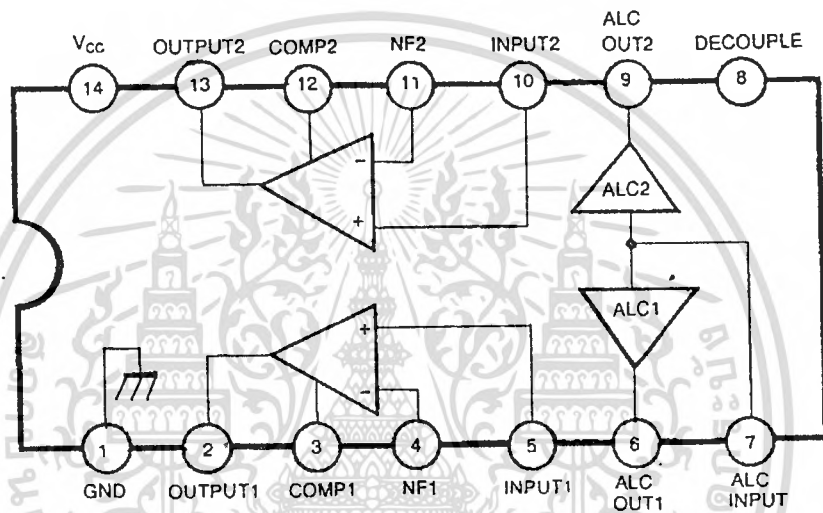 VCC OUTPUT2 COMP2 NF2 INPUT2 ALC OUT2 DECOUPLE
14 13 12 11 10 9 8
- ALC2
+
+ ALC1
-
1 2 3 4 5 6 7
GND OUTPUT1 COMP1 NF1 INPUT1 ALC OUT1 ALC INPUT